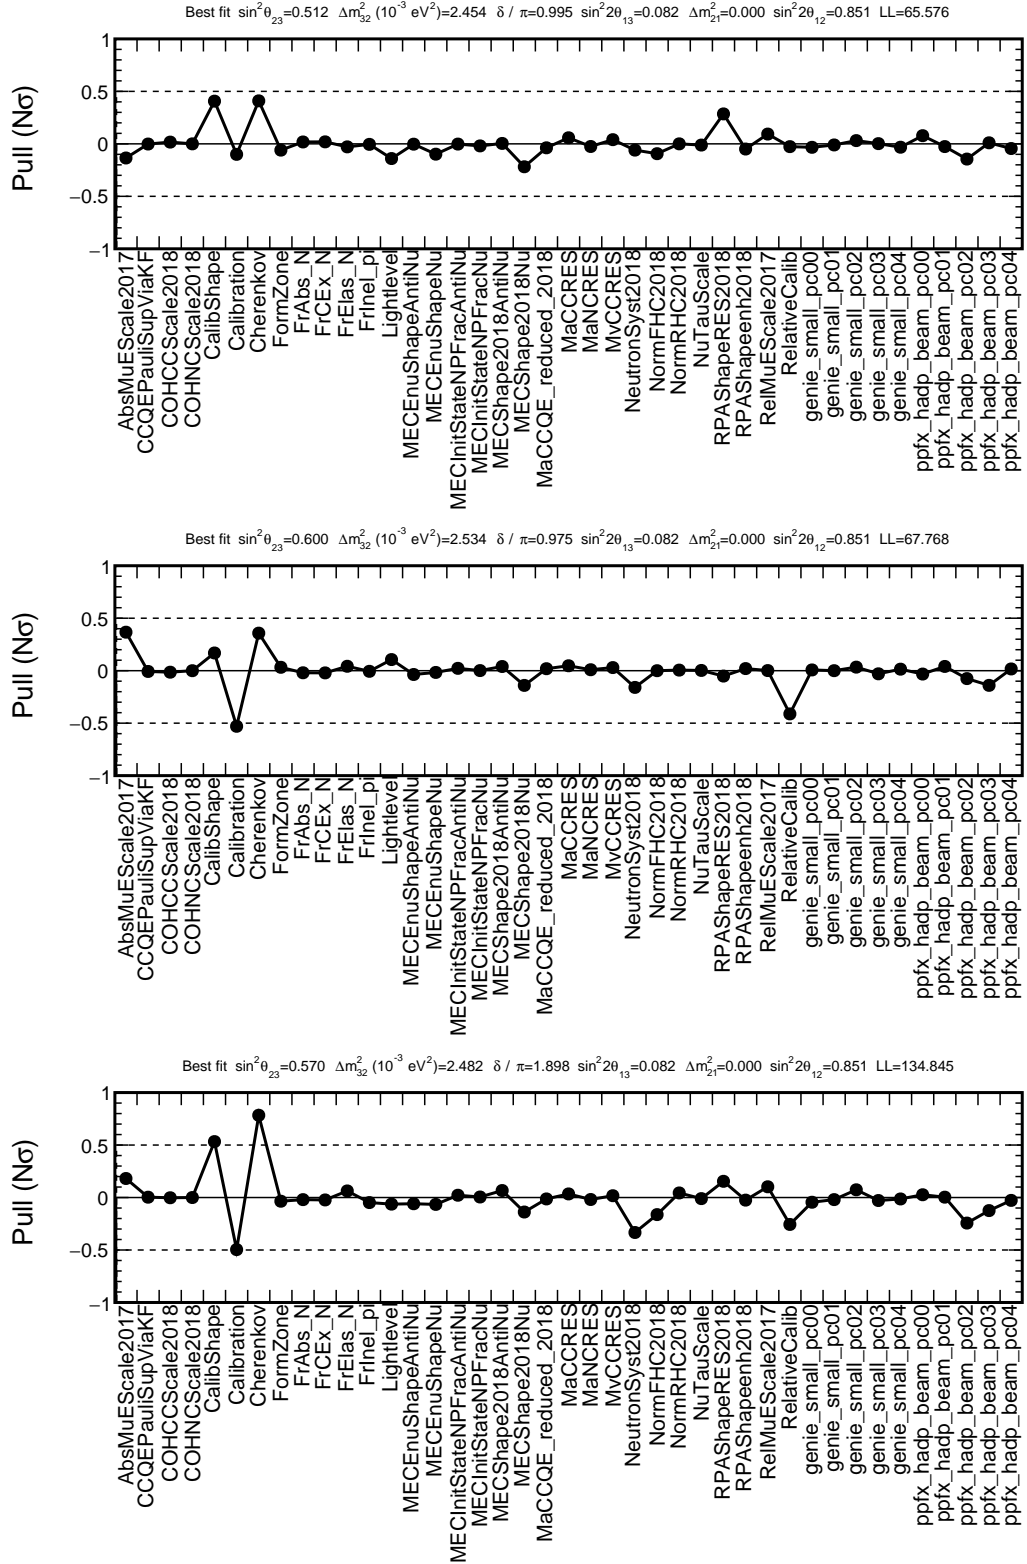 Best fit sin²θ₂₃=0.512 Δm²₃₂ (10⁻³ eV²)=2.454 δ / π=0.995 sin²2θ₁₃=0.082 Δm²₂₁=0.000 sin²2θ₁₂=0.851 LL=65.576
Pull (Nσ)
1
0.5
0
−0.5
−1
AbsMuEScale2017
CCQEPauliSupViaKF
COHCCScale2018
COHNCScale2018
CalibShape
Calibration
Cherenkov
FormZone
FrAbs_N
FrCEx_N
FrElas_N
FrInel_pi
Lightlevel
MECEnuShapeAntiNu
MECEnuShapeNu
MECInitStateNPFracAntiNu
MECInitStateNPFracNu
MECShape2018AntiNu
MECShape2018Nu
MaCCQE_reduced_2018
MaCCRES
MaNCRES
MvCCRES
NeutronSyst2018
NormFHC2018
NormRHC2018
NuTauScale
RPAShapeRES2018
RPAShapeenh2018
RelMuEScale2017
RelativeCalib
genie_small_pc00
genie_small_pc01
genie_small_pc02
genie_small_pc03
genie_small_pc04
ppfx_hadp_beam_pc00
ppfx_hadp_beam_pc01
ppfx_hadp_beam_pc02
ppfx_hadp_beam_pc03
ppfx_hadp_beam_pc04
Best fit sin²θ₂₃=0.600 Δm²₃₂ (10⁻³ eV²)=2.534 δ / π=0.975 sin²2θ₁₃=0.082 Δm²₂₁=0.000 sin²2θ₁₂=0.851 LL=67.768
Pull (Nσ)
1
0.5
0
−0.5
−1
AbsMuEScale2017
CCQEPauliSupViaKF
COHCCScale2018
COHNCScale2018
CalibShape
Calibration
Cherenkov
FormZone
FrAbs_N
FrCEx_N
FrElas_N
FrInel_pi
Lightlevel
MECEnuShapeAntiNu
MECEnuShapeNu
MECInitStateNPFracAntiNu
MECInitStateNPFracNu
MECShape2018AntiNu
MECShape2018Nu
MaCCQE_reduced_2018
MaCCRES
MaNCRES
MvCCRES
NeutronSyst2018
NormFHC2018
NormRHC2018
NuTauScale
RPAShapeRES2018
RPAShapeenh2018
RelMuEScale2017
RelativeCalib
genie_small_pc00
genie_small_pc01
genie_small_pc02
genie_small_pc03
genie_small_pc04
ppfx_hadp_beam_pc00
ppfx_hadp_beam_pc01
ppfx_hadp_beam_pc02
ppfx_hadp_beam_pc03
ppfx_hadp_beam_pc04
Best fit sin²θ₂₃=0.570 Δm²₃₂ (10⁻³ eV²)=2.482 δ / π=1.898 sin²2θ₁₃=0.082 Δm²₂₁=0.000 sin²2θ₁₂=0.851 LL=134.845
Pull (Nσ)
1
0.5
0
−0.5
−1
AbsMuEScale2017
CCQEPauliSupViaKF
COHCCScale2018
COHNCScale2018
CalibShape
Calibration
Cherenkov
FormZone
FrAbs_N
FrCEx_N
FrElas_N
FrInel_pi
Lightlevel
MECEnuShapeAntiNu
MECEnuShapeNu
MECInitStateNPFracAntiNu
MECInitStateNPFracNu
MECShape2018AntiNu
MECShape2018Nu
MaCCQE_reduced_2018
MaCCRES
MaNCRES
MvCCRES
NeutronSyst2018
NormFHC2018
NormRHC2018
NuTauScale
RPAShapeRES2018
RPAShapeenh2018
RelMuEScale2017
RelativeCalib
genie_small_pc00
genie_small_pc01
genie_small_pc02
genie_small_pc03
genie_small_pc04
ppfx_hadp_beam_pc00
ppfx_hadp_beam_pc01
ppfx_hadp_beam_pc02
ppfx_hadp_beam_pc03
ppfx_hadp_beam_pc04